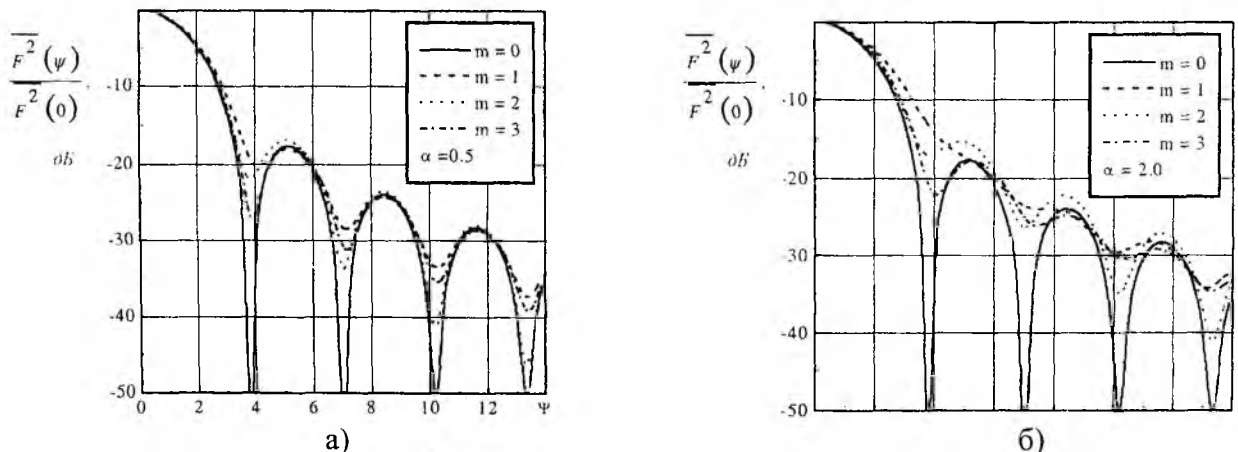 F² (ψ)
F² (0)
дБ
m = 0
m = 1
m = 2
m = 3
α =0.5
-10
-20
-30
-40
-50
0 2 4 6 8 10 12 Ψ
а)
F² (ψ)
F² (0)
дБ
m = 0
m = 1
m = 2
m = 3
α = 2.0
-10
-20
-30
-40
-50
б)